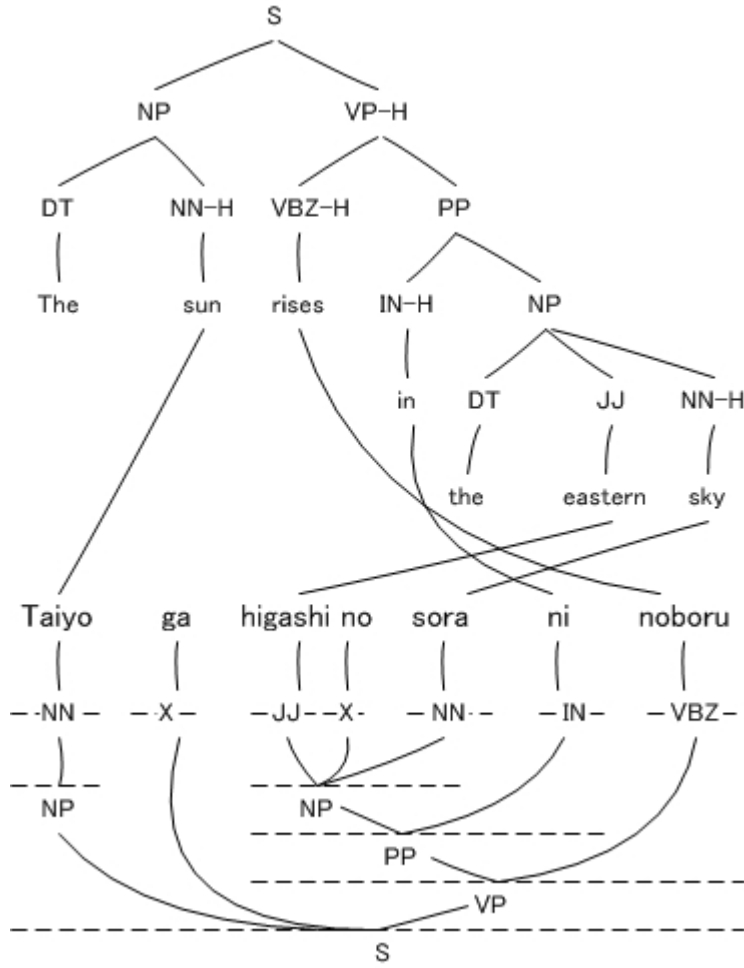 S
NP VP-H
DT NN-H VBZ-H PP
The sun rises IN-H NP
in DT JJ NN-H
the eastern sky
Taiyo ga higashi no sora ni noboru
NN X JJ X NN IN VBZ
NP NP
PP
VP
S